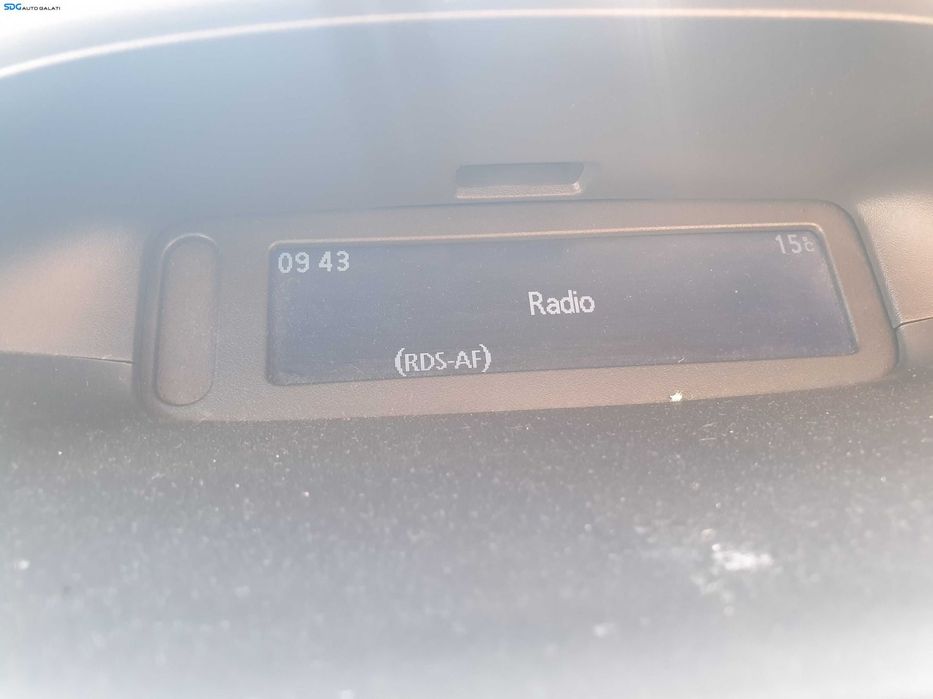 SDG AUTO GALATI
09 43
15°C
Radio
(RDS-AF)